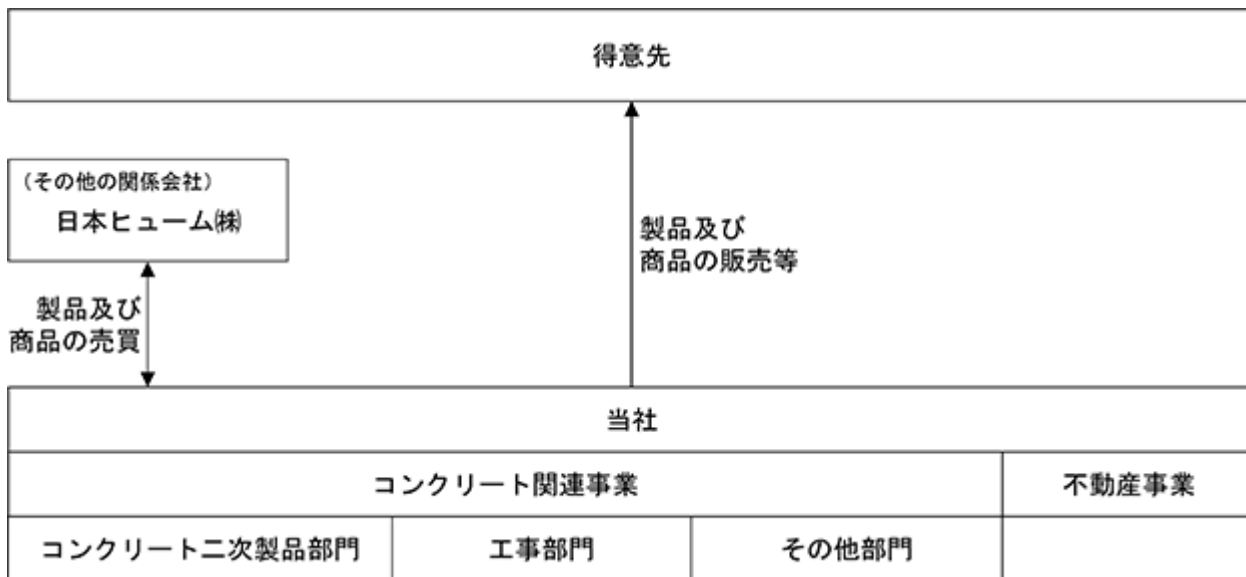 得意先
（その他の関係会社）
日本ヒューム㈱
製品及び
商品の販売等
製品及び
商品の売買
当社
コンクリート関連事業
不動産事業
コンクリート二次製品部門
工事部門
その他部門